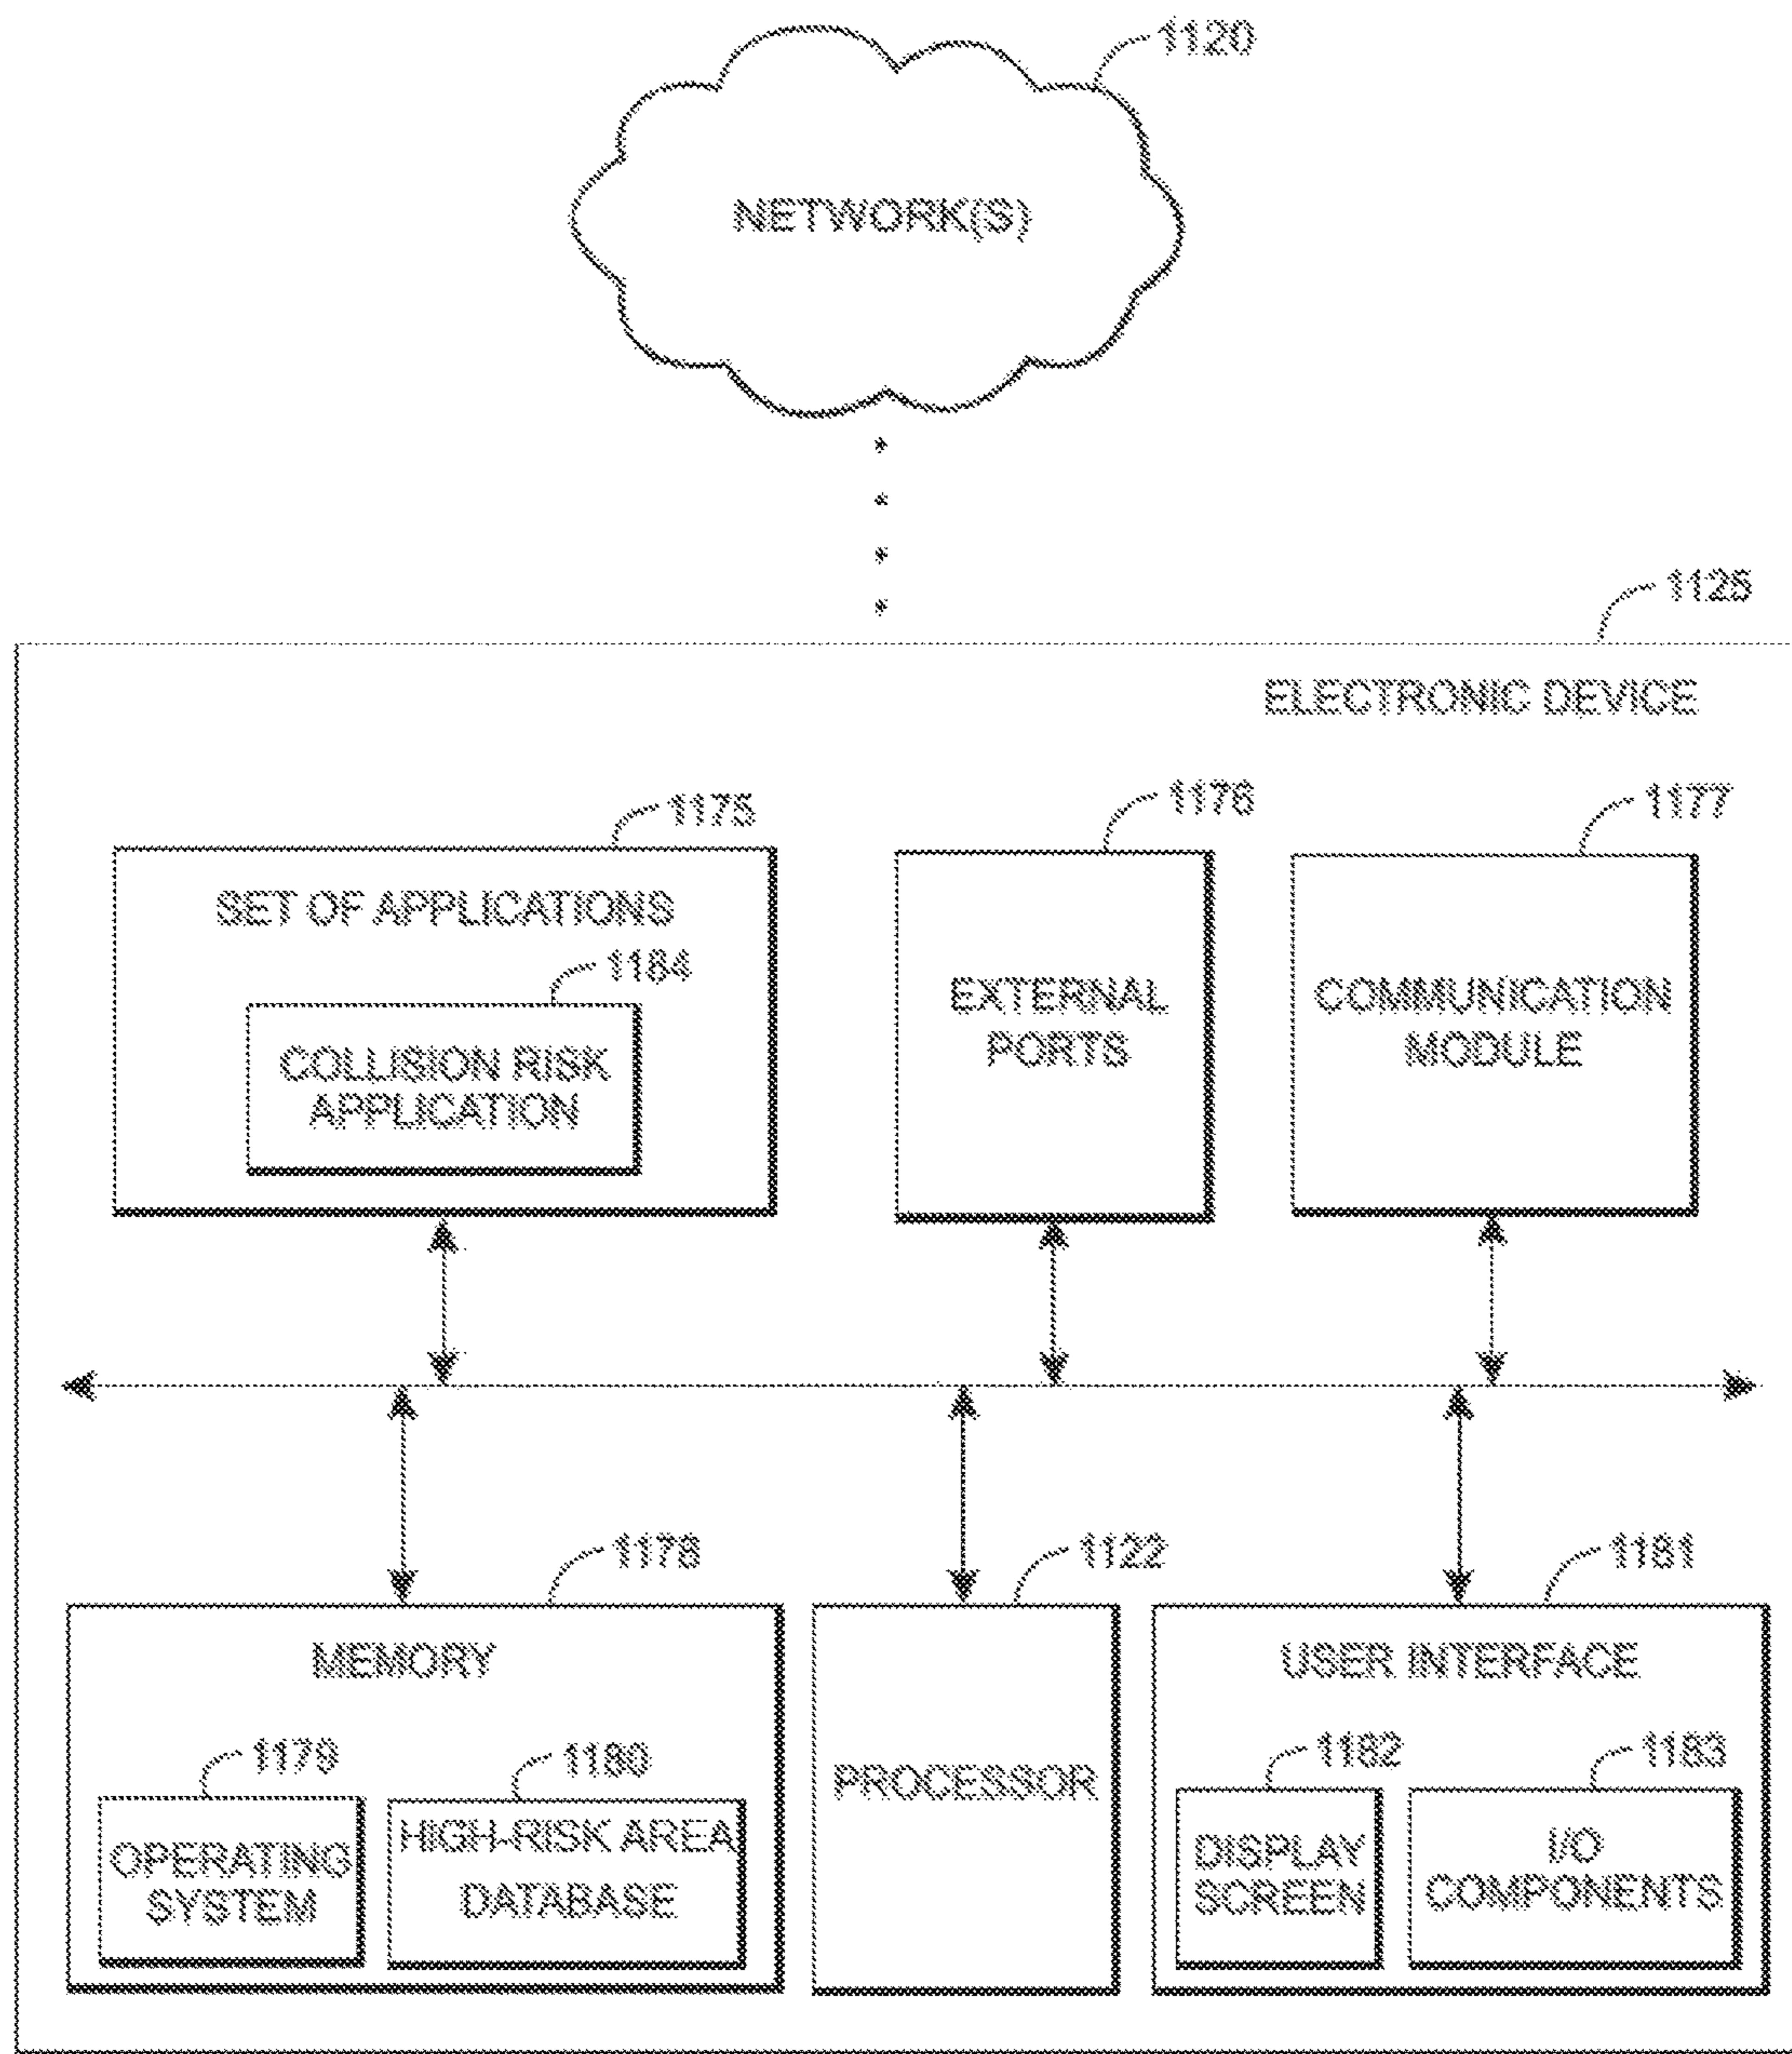 1120
NETWORK(S)
1125
ELECTRONIC DEVICE
1175
1176
1177
SET OF APPLICATIONS
1184
COLLISION RISK
APPLICATION
EXTERNAL
PORTS
COMMUNICATION
MODULE
1178
1122
1181
MEMORY
1179
1180
OPERATING
SYSTEM
HIGH-RISK AREA
DATABASE
PROCESSOR
USER INTERFACE
1182
1183
DISPLAY
SCREEN
I/O
COMPONENTS